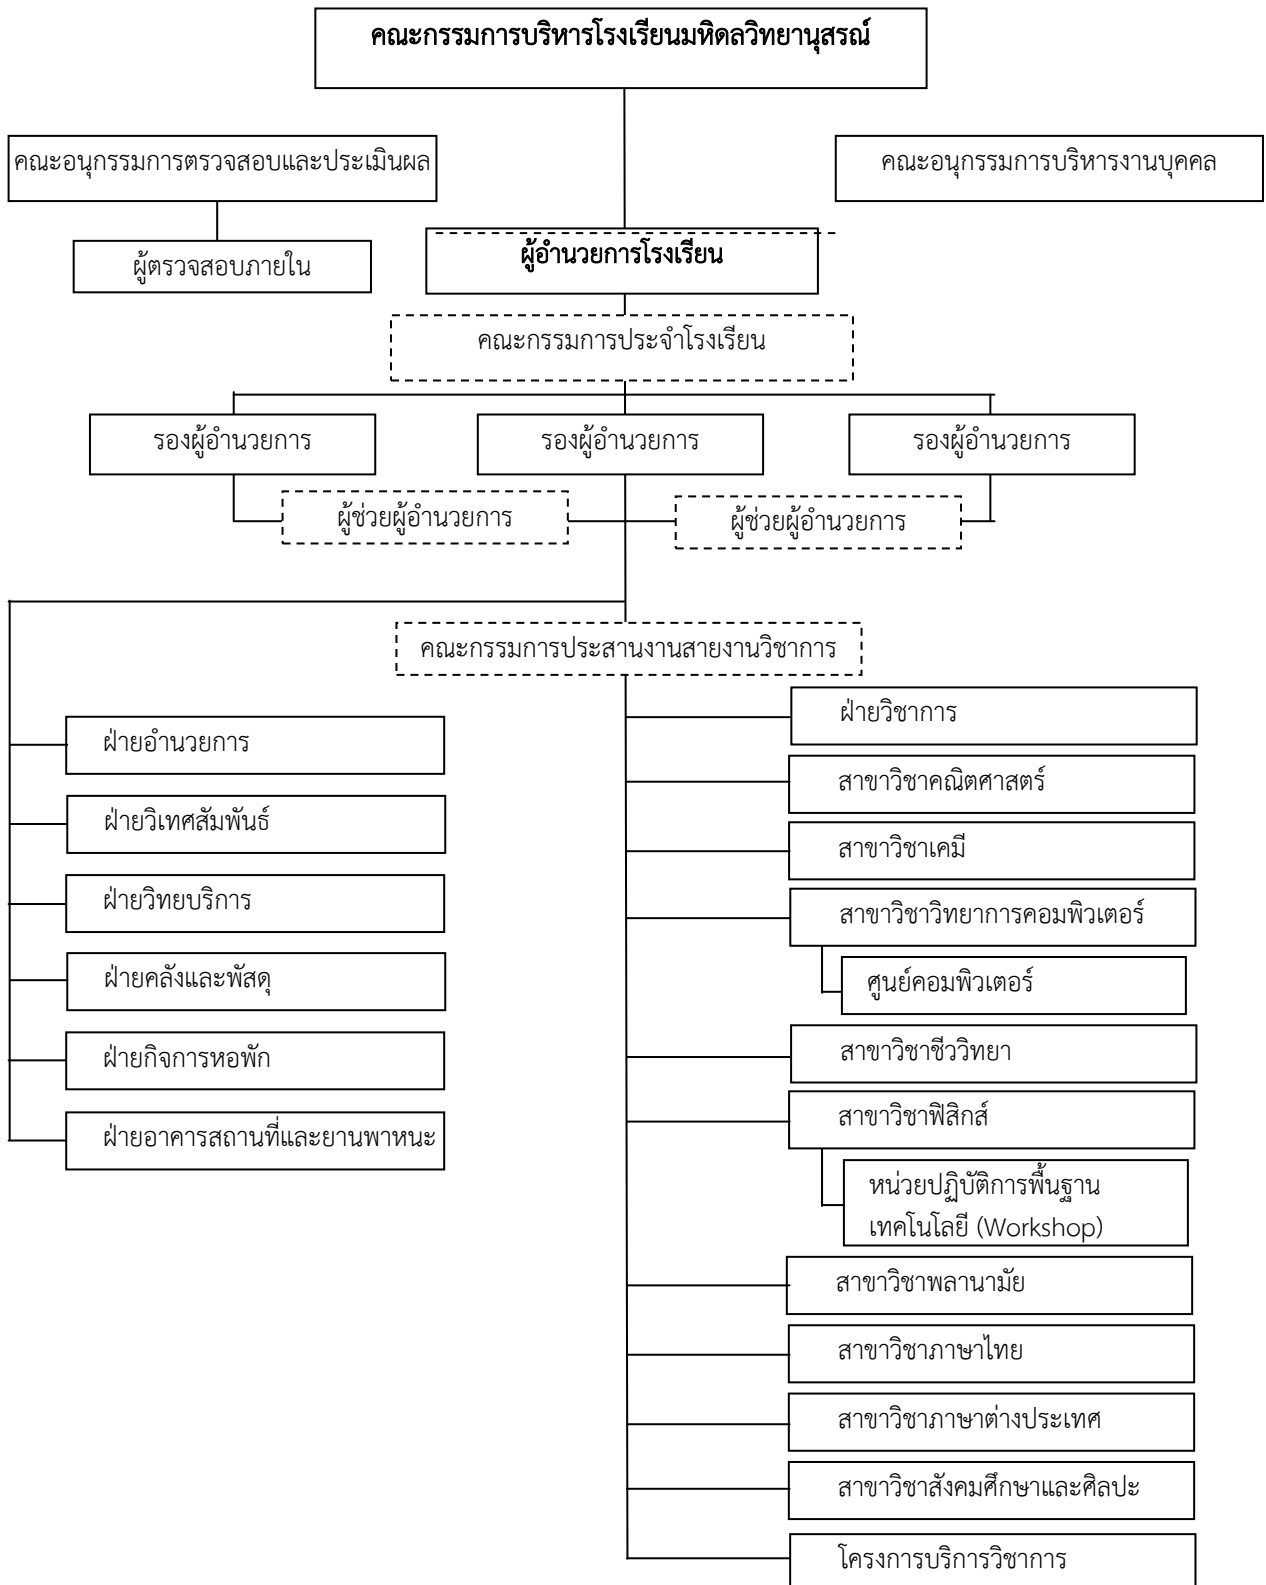 คณะกรรมการบริหารโรงเรียนมหิดลวิทยานุสรณ์
คณะอนุกรรมการตรวจสอบและประเมินผล
คณะอนุกรรมการบริหารงานบุคคล
ผู้ตรวจสอบภายใน
ผู้อำนวยการโรงเรียน
คณะกรรมการประจำโรงเรียน
รองผู้อำนวยการ
รองผู้อำนวยการ
รองผู้อำนวยการ
ผู้ช่วยผู้อำนวยการ
ผู้ช่วยผู้อำนวยการ
คณะกรรมการประสานงานสายงานวิชาการ
ฝ่ายอำนวยการ
ฝ่ายวิเทศสัมพันธ์
ฝ่ายวิทยบริการ
ฝ่ายคลังและพัสดุ
ฝ่ายกิจการหอพัก
ฝ่ายอาคารสถานที่และยานพาหนะ
ฝ่ายวิชาการ
สาขาวิชาคณิตศาสตร์
สาขาวิชาเคมี
สาขาวิชาวิทยาการคอมพิวเตอร์
ศูนย์คอมพิวเตอร์
สาขาวิชาชีววิทยา
สาขาวิชาฟิสิกส์
หน่วยปฏิบัติการพื้นฐาน
เทคโนโลยี (Workshop)
สาขาวิชาพลานามัย
สาขาวิชาภาษาไทย
สาขาวิชาภาษาต่างประเทศ
สาขาวิชาสังคมศึกษาและศิลปะ
โครงการบริการวิชาการ